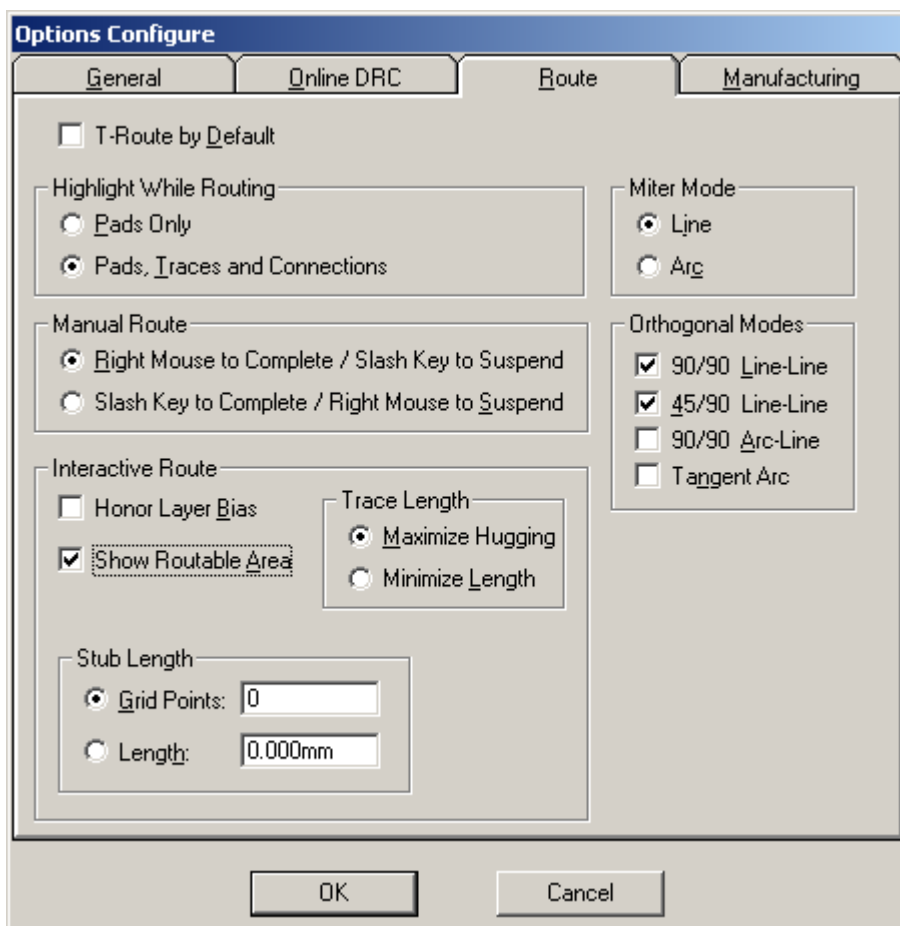 Options Configure
General Online DRC Route Manufacturing
T-Route by Default
Highlight While Routing
Pads Only
Pads, Traces and Connections
Miter Mode
Line
Arc
Manual Route
Right Mouse to Complete / Slash Key to Suspend
Slash Key to Complete / Right Mouse to Suspend
Orthogonal Modes
90/90 Line-Line
45/90 Line-Line
90/90 Arc-Line
Tangent Arc
Interactive Route
Honor Layer Bias
Show Routable Area
Trace Length
Maximize Hugging
Minimize Length
Stub Length
Grid Points: 0
Length: 0.000mm
OK Cancel